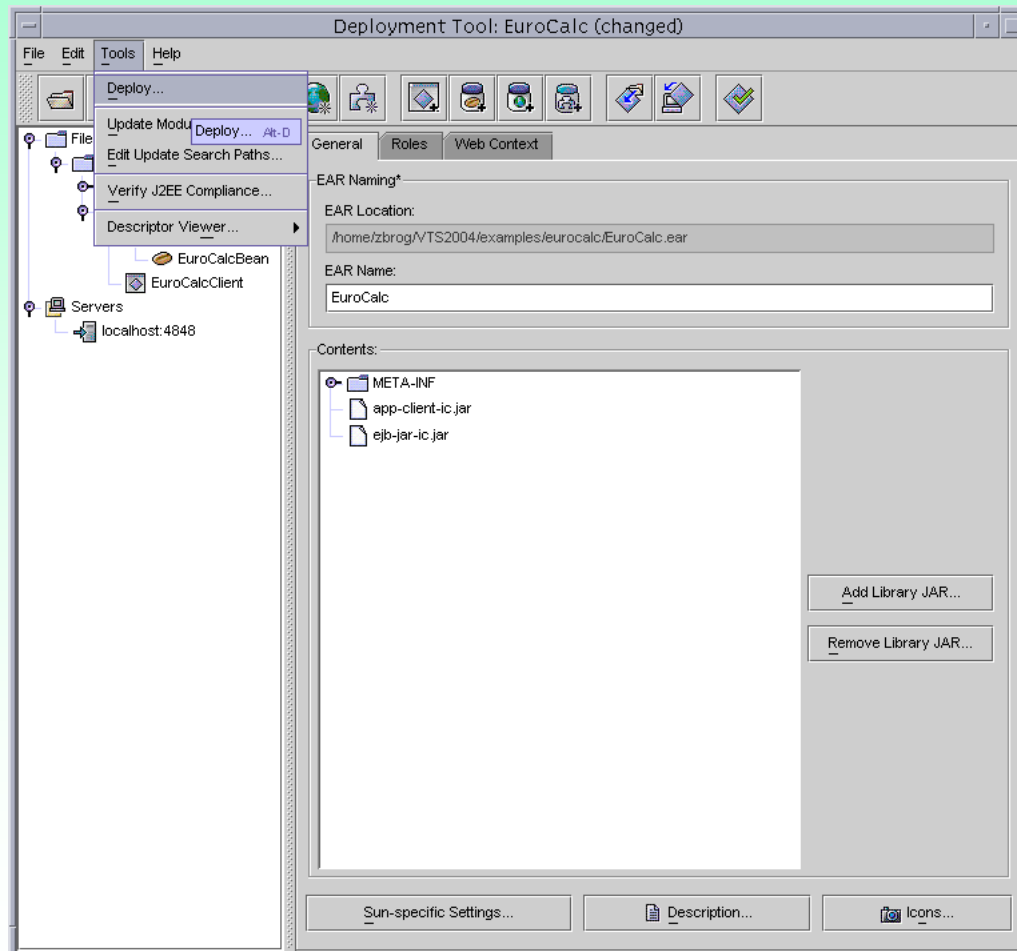 Deployment Tool: EuroCalc (changed)
File Edit Tools Help
Deploy...
Update Modu
Deploy... Alt-D
Edit Update Search Paths...
Verify J2EE Compliance...
Descriptor Viewer...
File
EuroCalcBean
EuroCalcClient
Servers
localhost:4848
General Roles Web Context
EAR Naming*
EAR Location:
/home/zbrog/VTS2004/examples/eurocalc/EuroCalc.ear
EAR Name:
EuroCalc
Contents:
META-INF
app-client-ic.jar
ejb-jar-ic.jar
Add Library JAR...
Remove Library JAR...
Sun-specific Settings... Description... Icons...